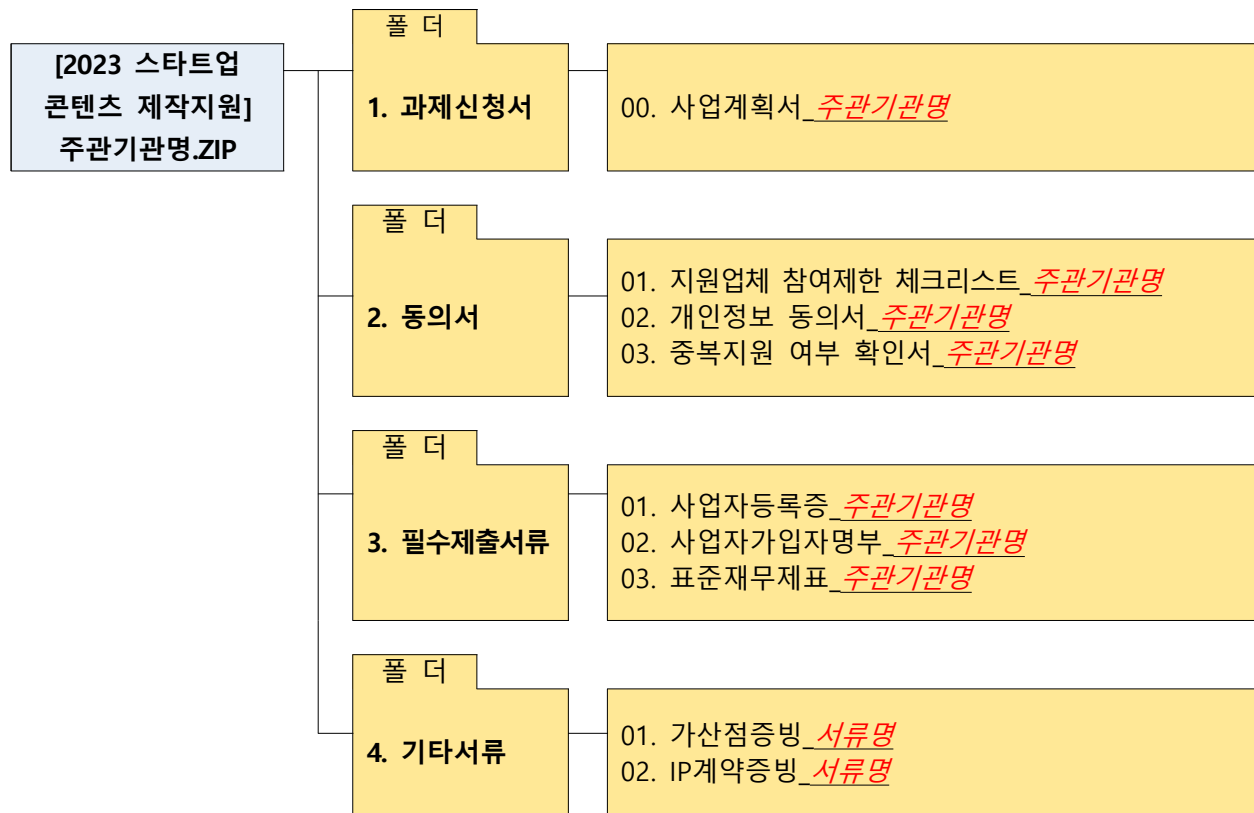 [2023 스타트업
콘텐츠 제작지원]
주관기관명.ZIP
폴 더
1. 과제신청서
00. 사업계획서_주관기관명
폴 더
2. 동의서
01. 지원업체 참여제한 체크리스트_주관기관명
02. 개인정보 동의서_주관기관명
03. 중복지원 여부 확인서_주관기관명
폴 더
3. 필수제출서류
01. 사업자등록증_주관기관명
02. 사업자가입자명부_주관기관명
03. 표준재무제표_주관기관명
폴 더
4. 기타서류
01. 가산점증빙_서류명
02. IP계약증빙_서류명